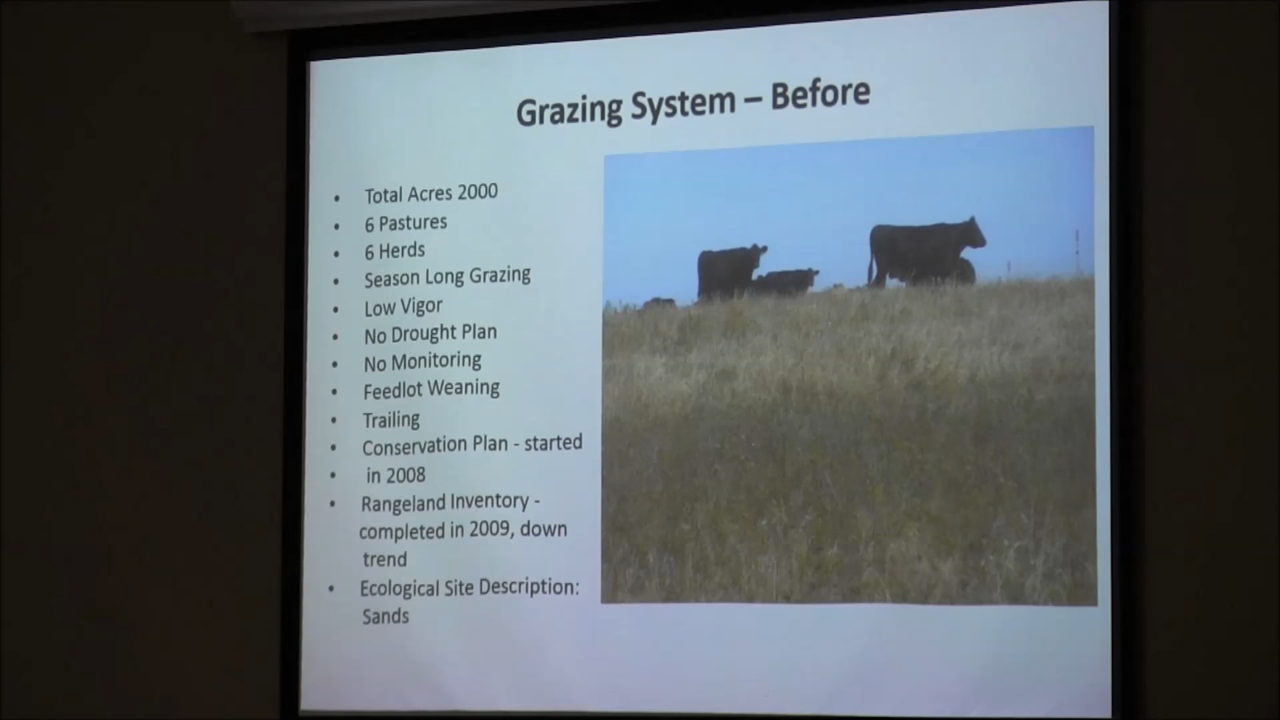 Grazing System – Before
• Total Acres 2000
• 6 Pastures
• 6 Herds
• Season Long Grazing
• Low Vigor
• No Drought Plan
• No Monitoring
• Feedlot Weaning
• Trailing
• Conservation Plan - started
• in 2008
• Rangeland Inventory -
completed in 2009, down
trend
• Ecological Site Description:
Sands